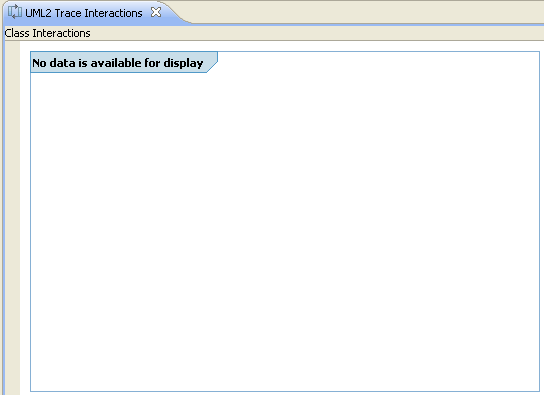 UML2 Trace Interactions
Class Interactions
No data is available for display